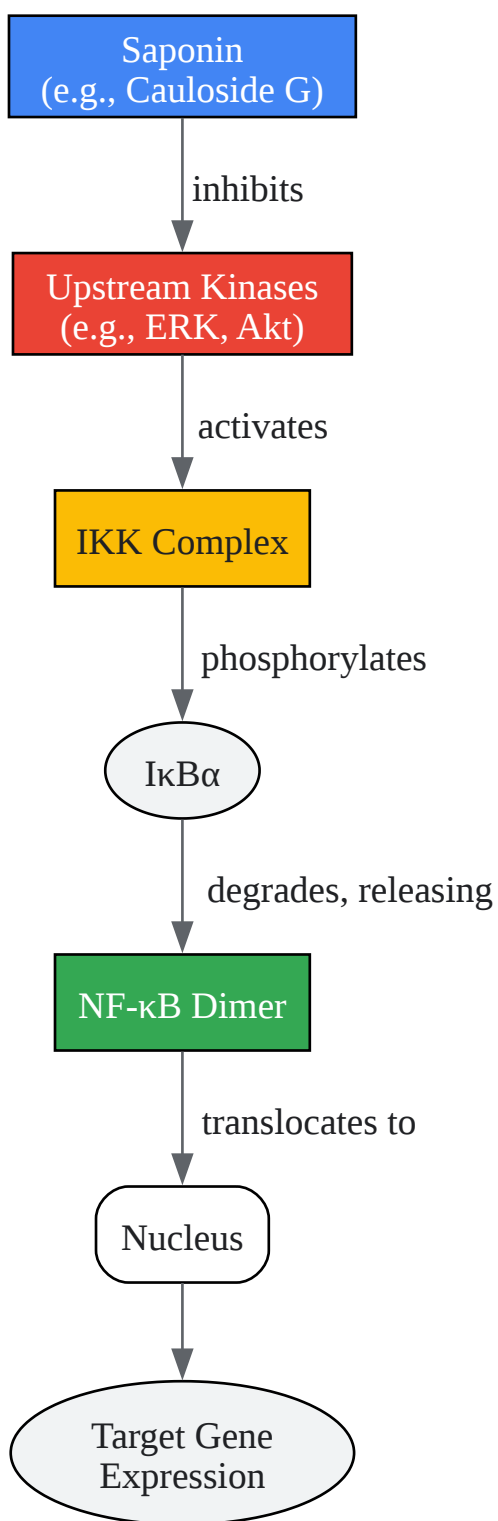 Saponin
(e.g., Cauloside G)
inhibits
Upstream Kinases
(e.g., ERK, Akt)
activates
IKK Complex
phosphorylates
IκBα
degrades, releasing
NF-κB Dimer
translocates to
Nucleus
Target Gene
Expression